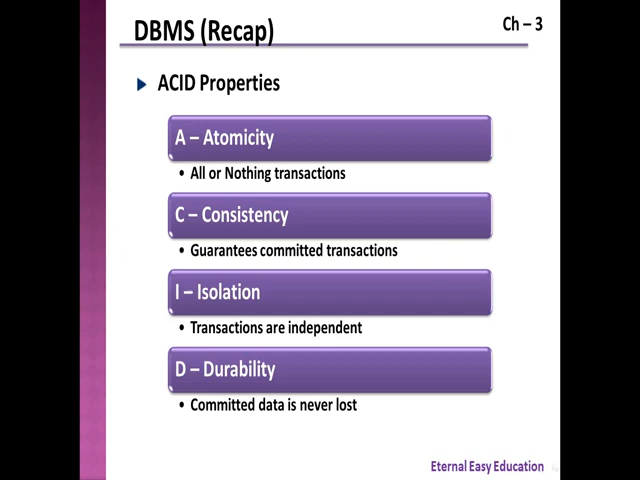 DBMS (Recap)
Ch – 3
ACID Properties
A – Atomicity
• All or Nothing transactions
C – Consistency
• Guarantees committed transactions
I – Isolation
• Transactions are independent
D – Durability
• Committed data is never lost
Eternal Easy Education